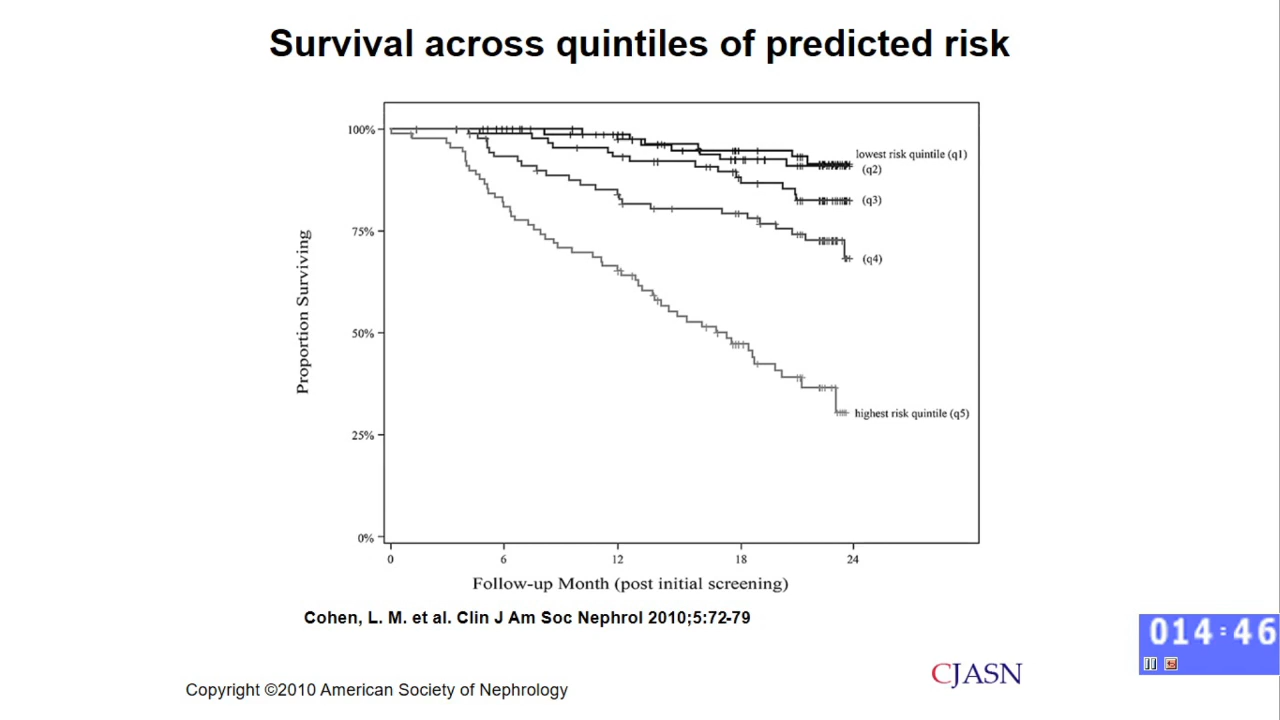 Survival across quintiles of predicted risk
100%
75%
50%
25%
0%
Proportion Surviving
lowest risk quintile (q1)
(q2)
(q3)
(q4)
highest risk quintile (q5)
0 6 12 18 24
Follow-up Month (post initial screening)
Cohen, L. M. et al. Clin J Am Soc Nephrol 2010;5:72-79
014:46
CJASN
Copyright ©2010 American Society of Nephrology